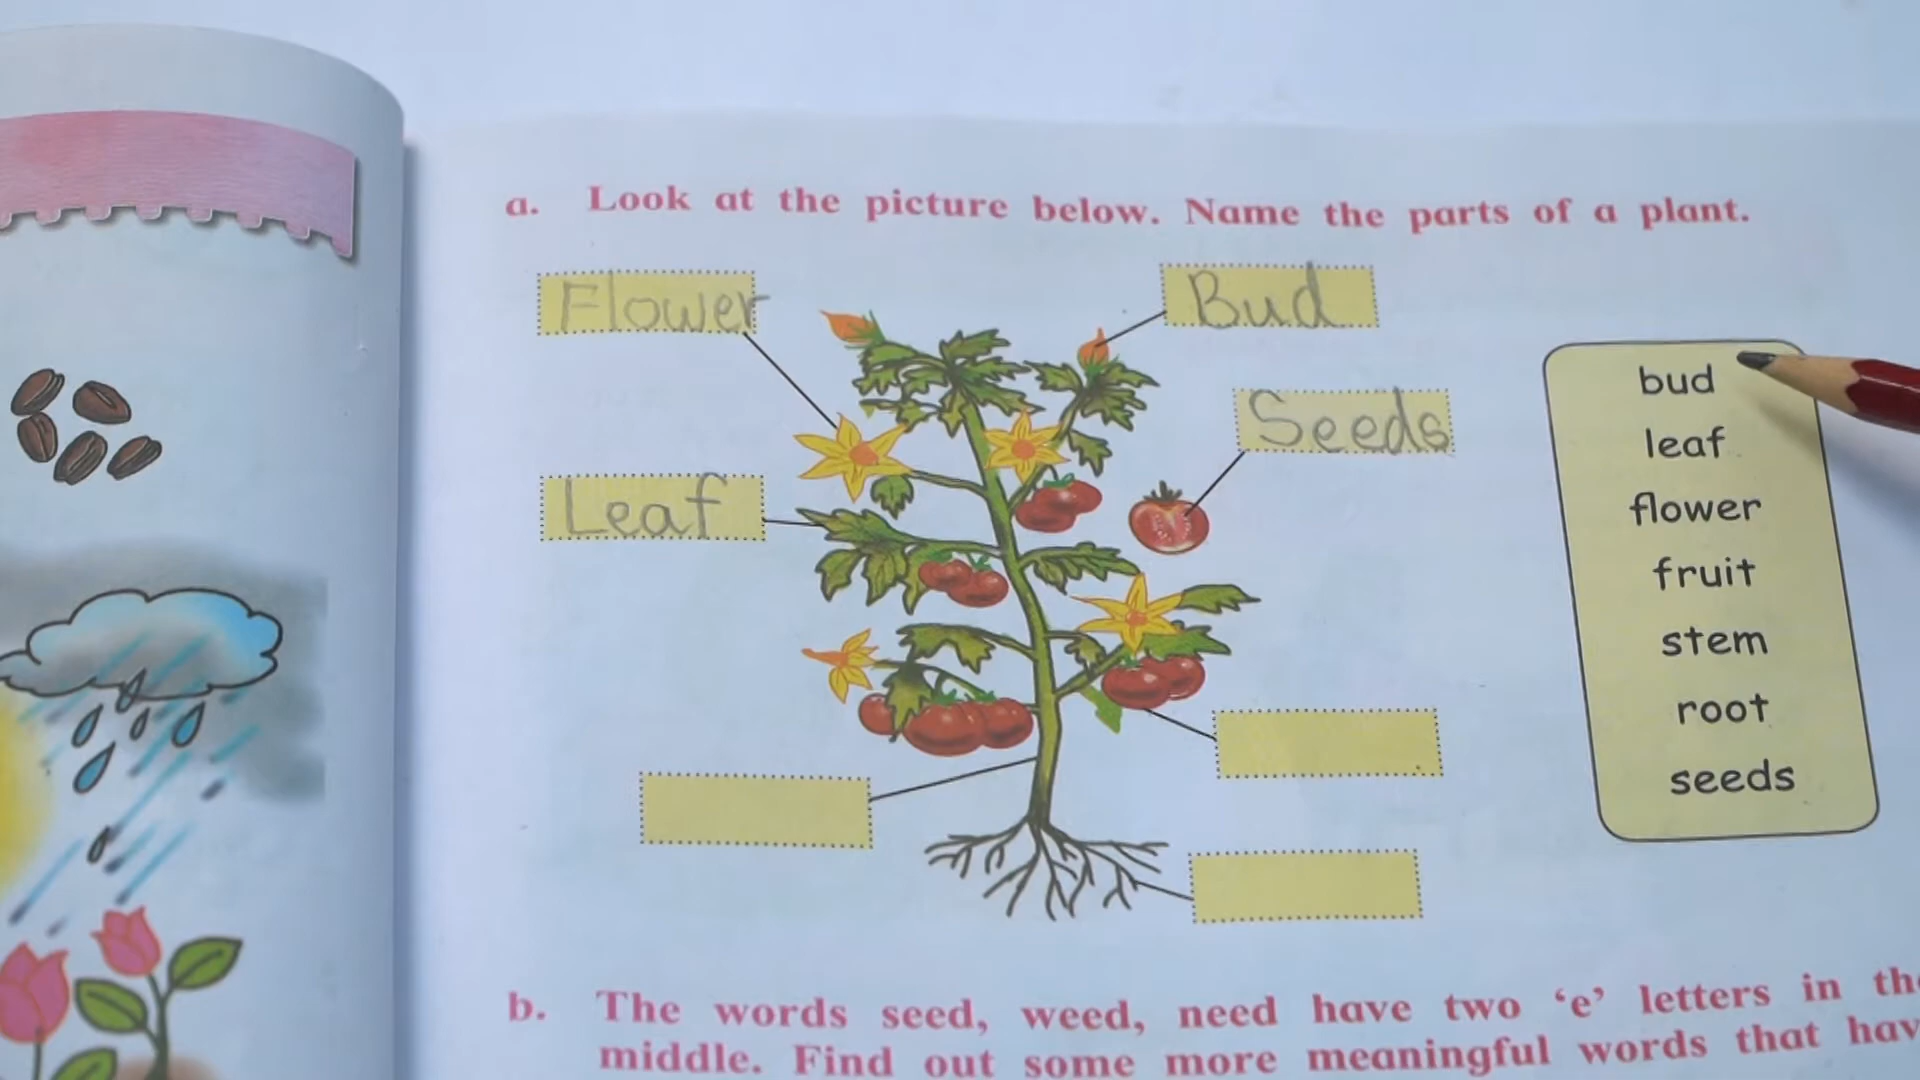 a. Look at the picture below. Name the parts of a plant.
Flower
Bud
Seeds
Leaf
bud
leaf
flower
fruit
stem
root
seeds
b. The words seed, weed, need have two ‘e’ letters in
middle. Find out some more meaningful words that